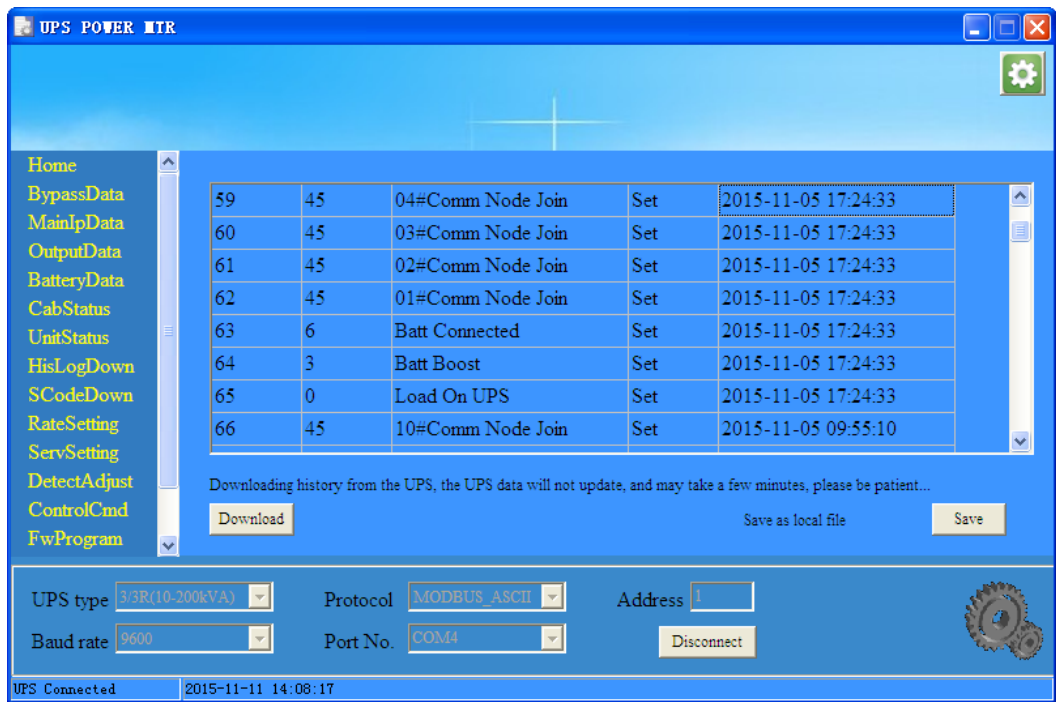 UPS POWER MTR
Home
BypassData
MainIpData
OutputData
BatteryData
CabStatus
UnitStatus
HisLogDown
SCodeDown
RateSetting
ServSetting
DetectAdjust
ControlCmd
FwProgram
59 45 04#Comm Node Join Set 2015-11-05 17:24:33
60 45 03#Comm Node Join Set 2015-11-05 17:24:33
61 45 02#Comm Node Join Set 2015-11-05 17:24:33
62 45 01#Comm Node Join Set 2015-11-05 17:24:33
63 6 Batt Connected Set 2015-11-05 17:24:33
64 3 Batt Boost Set 2015-11-05 17:24:33
65 0 Load On UPS Set 2015-11-05 17:24:33
66 45 10#Comm Node Join Set 2015-11-05 09:55:10
Downloading history from the UPS, the UPS data will not update, and may take a few minutes, please be patient...
Download Save as local file Save
UPS type 3/3R(10-200kVA) Protocol MODBUS_ASCII Address 1
Baud rate 9600 Port No. COM4 Disconnect
UPS Connected 2015-11-11 14:08:17